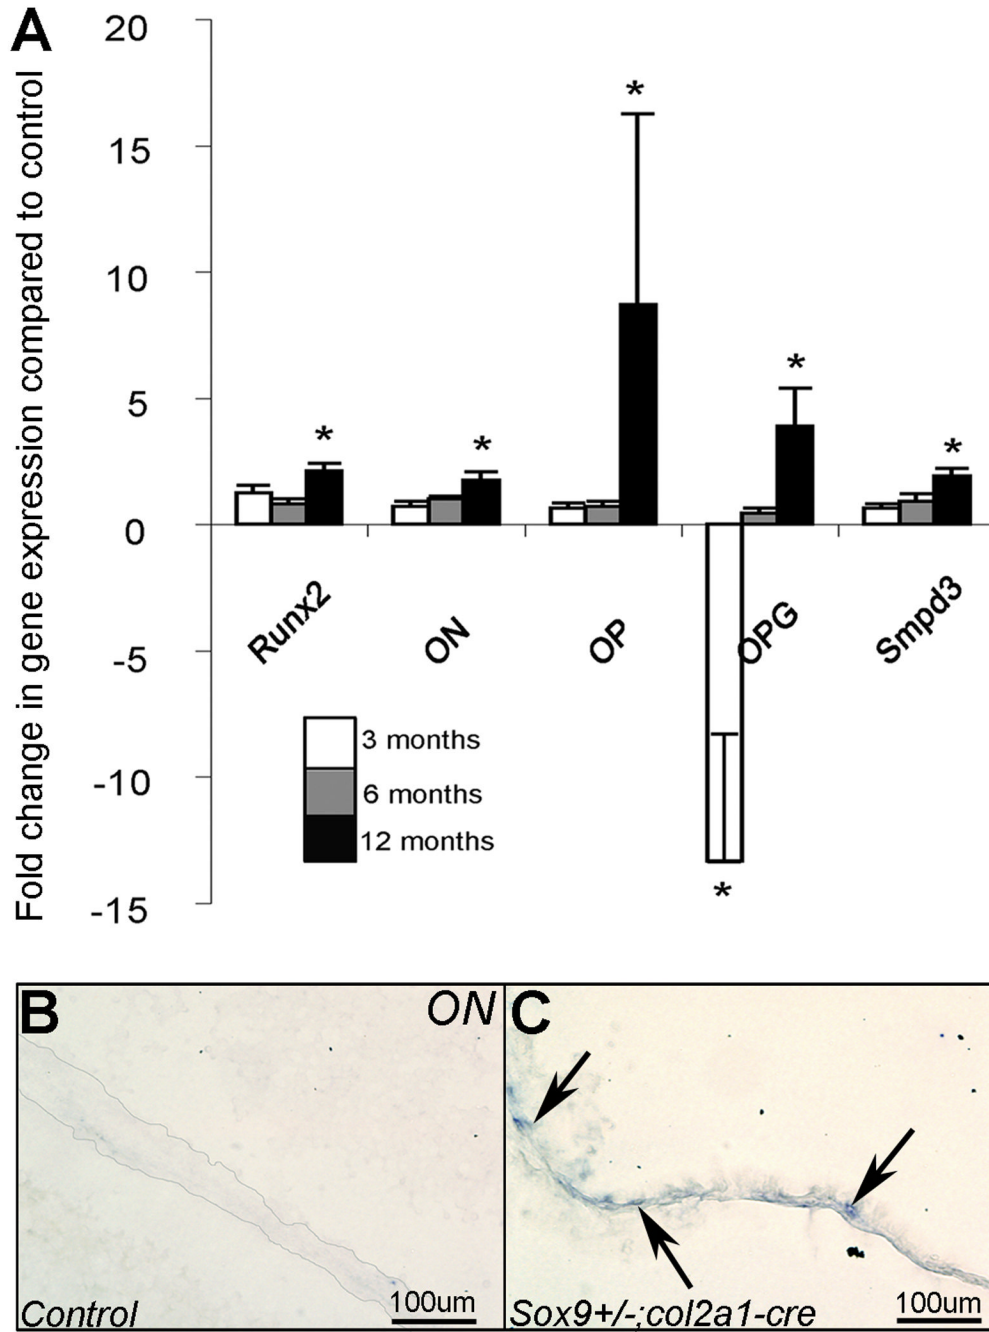 A
Fold change in gene expression compared to control
20
15
10
5
0
-5
-10
-15
*
*
*
*
*
*
Runx2
ON
OP
OPG
Smpd3
3 months
6 months
12 months
B
ON
Control
100um
C
Sox9+/-;col2a1-cre
100um